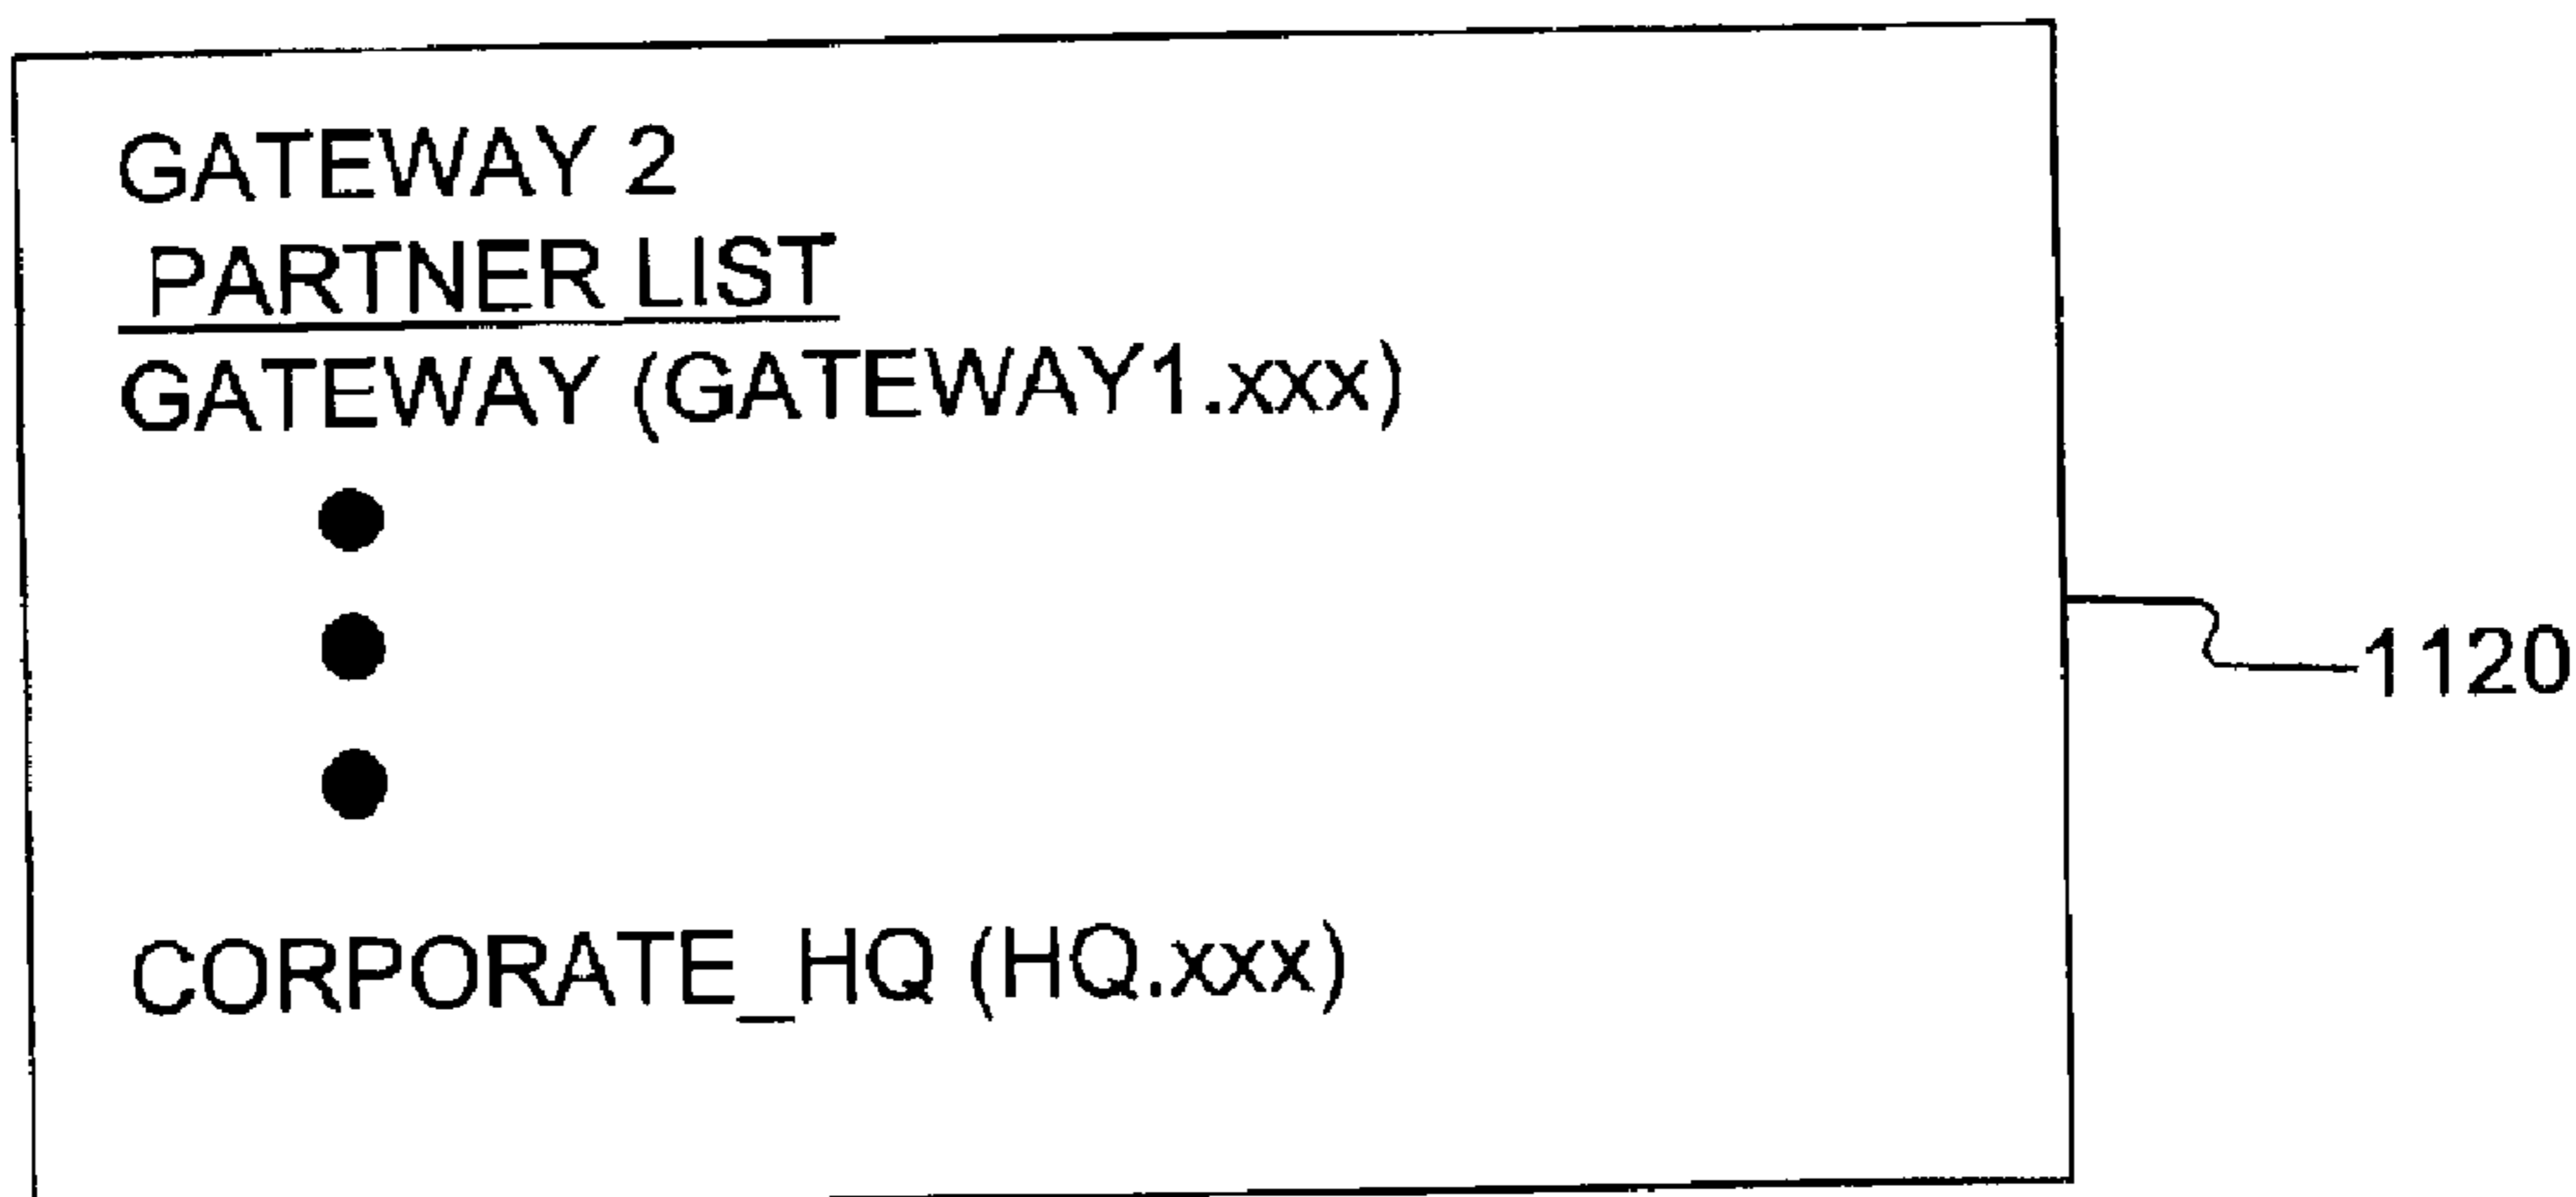 GATEWAY 2
PARTNER LIST
GATEWAY (GATEWAY1.xxx)
CORPORATE_HQ (HQ.xxx)
1120